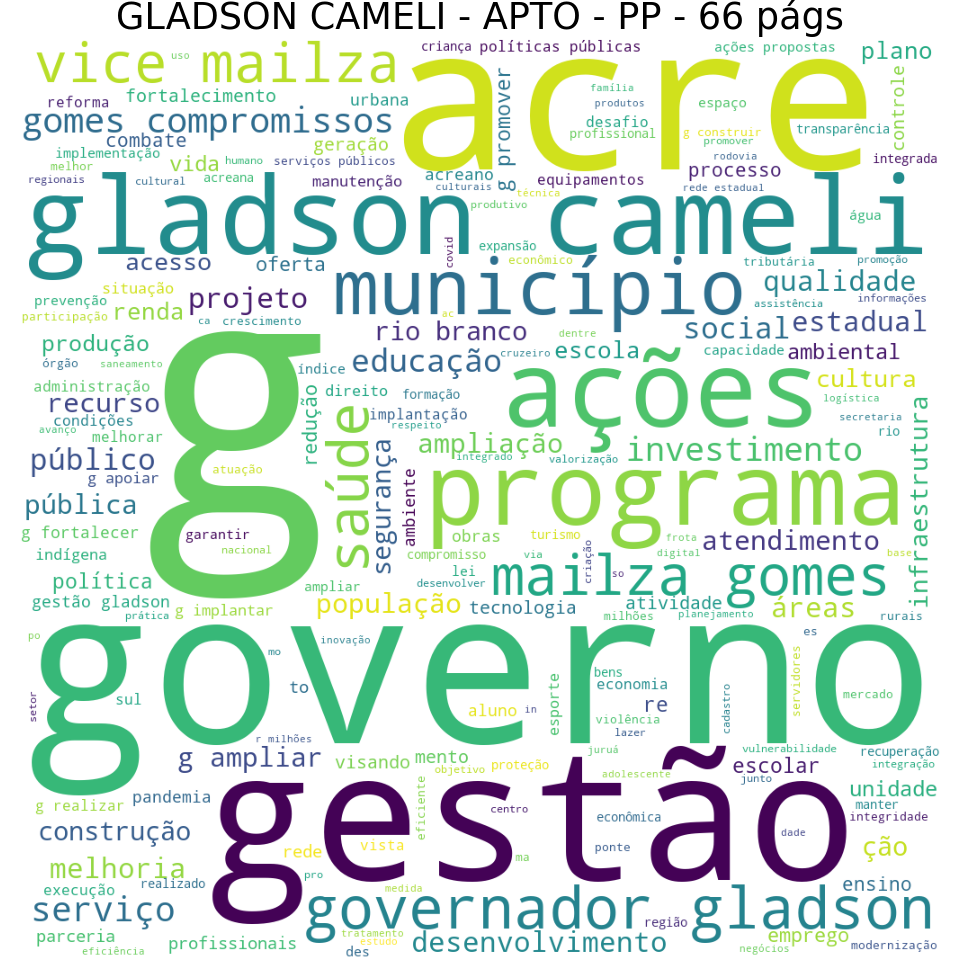 GLADSON CAMELI - APTO - PP - 66 págs
vice mailza
uso
criança
políticas públicas
ações propostas
plano
acre
reforma
fortalecimento
urbana
família
produtos
espaço
controle
gomes compromissos
g promover
desafio
profissional
g construir
promover
transparência
combate
geração
implementação
melhor
vida
humano
serviços públicos
rodovia
integrada
regionais
cultural
acreana
manutenção
acreano
culturais
equipamentos
rede estadual
processo
técnica
produtivo
água
gladson cameli
covid
expansão
econômico
tributária
promoção
acesso
oferta
município
qualidade
situação
prevenção
participação
renda
projeto
assistência
informações
ca
crescimento
ac
rio branco
dentre
social
estadual
produção
órgão
saneamento
g
índice
educação
cruzeiro
escola
capacidade
ambiental
administração
direito
formação
ações
cultura
logística
recurso
condições
avanço
melhorar
redução
saúde
implantação
respeito
secretaria
rio
público
g apoiar
atuação
segurança
ampliação
integrado
valorização
investimento
infraestrutura
pública
ambiente
programa
g fortalecer
garantir
nacional
obras
turismo
frota
digital
atendimento
base
indígena
compromisso
via
criação
política
ampliar
lei
desenvolver
mailza gomes
so
gestão gladson
prática
g implantar
população
tecnologia
atividade
milhões
planejamento
áreas
rurais
po
inovação
mo
governo
es
setor
sul
to
esporte
bens
economia
re
cadastro
servidores
mercado
aluno
in
violência
lazer
r milhões
g ampliar
visando
mento
juruá
vulnerabilidade
recuperação
integração
objetivo
proteção
adolescente
junto
escolar
g realizar
pandemia
gestão
eficiente
centro
econômica
dade
unidade
manter
integridade
construção
rede
vista
ponte
ção
melhoria
pro
ma
execução
realizado
medida
ensino
serviço
governador gladson
região
parceria
eficiência
profissionais
tratamento
estudo
des
desenvolvimento
emprego
negócios
modernização